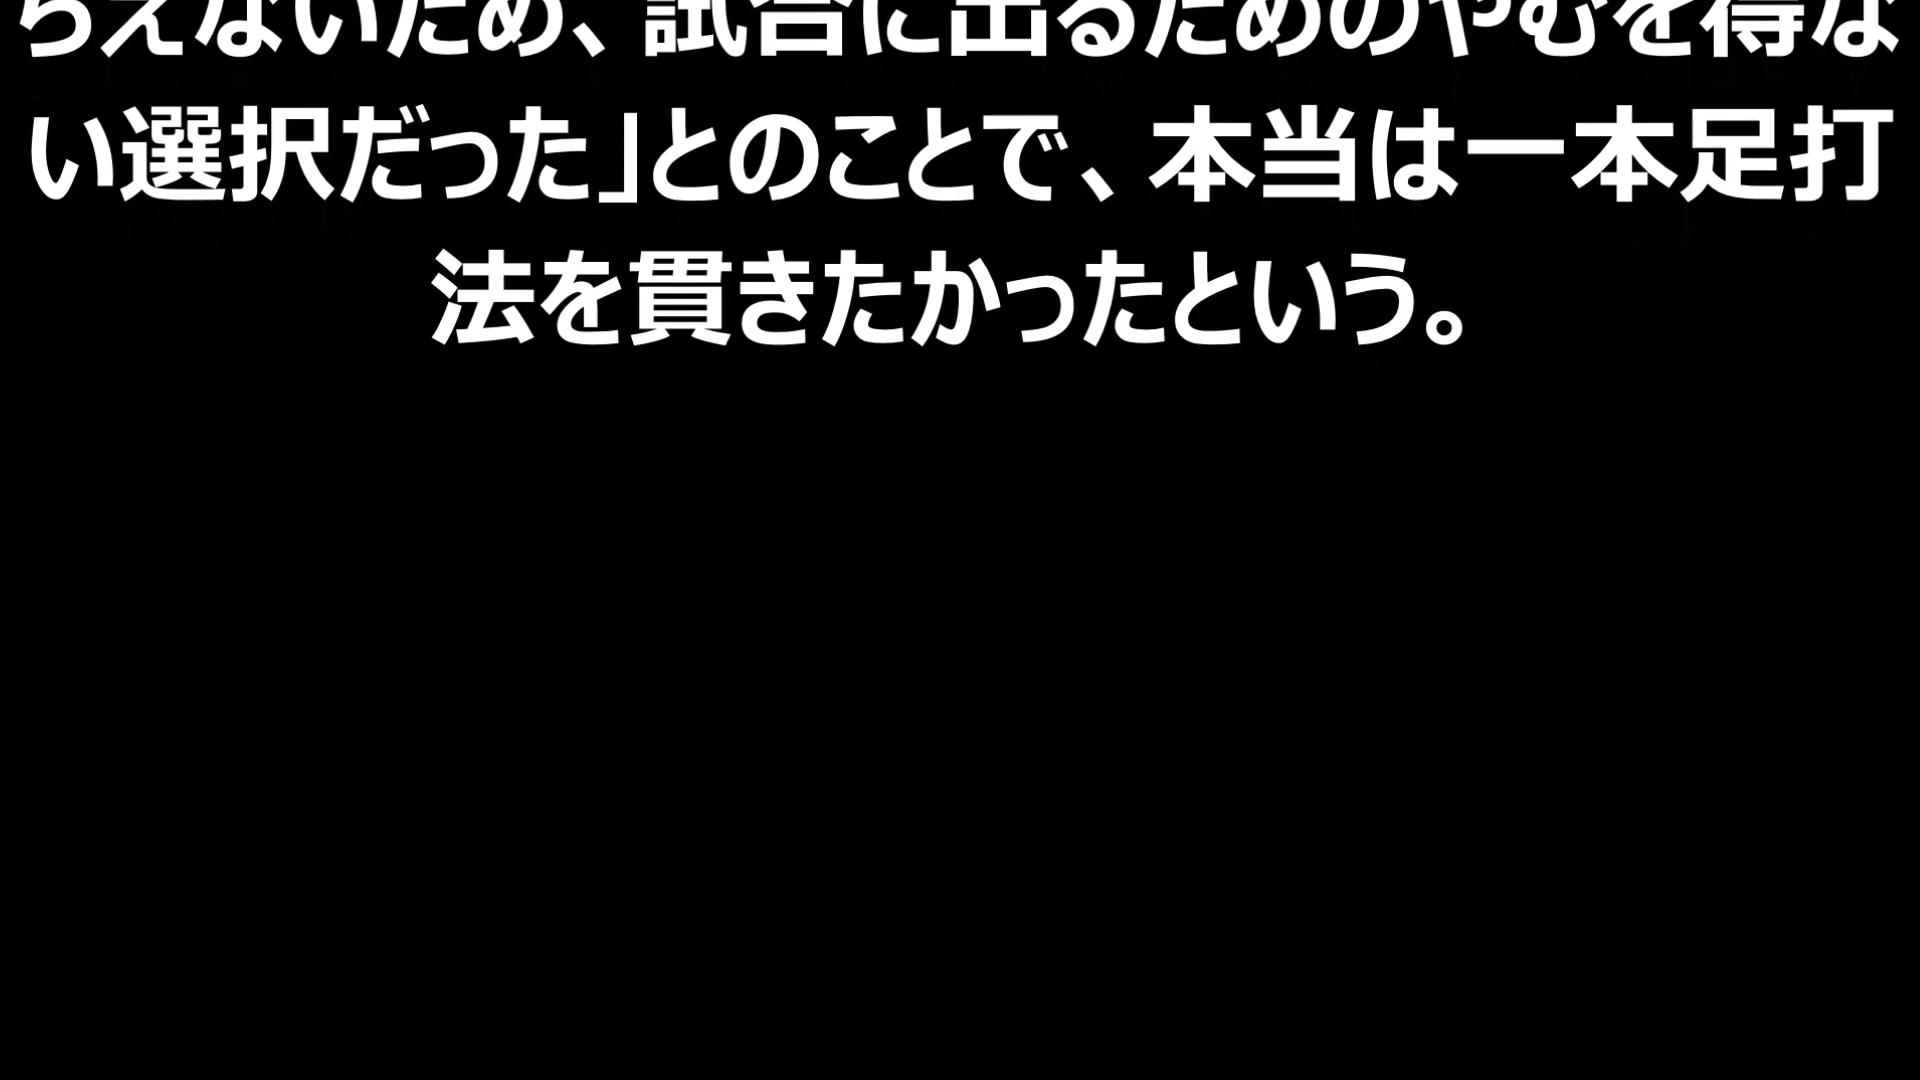 らえないため、試合に出るためのやむを得な
い選択だった」とのことで、本当は一本足打
法を貫きたかったという。